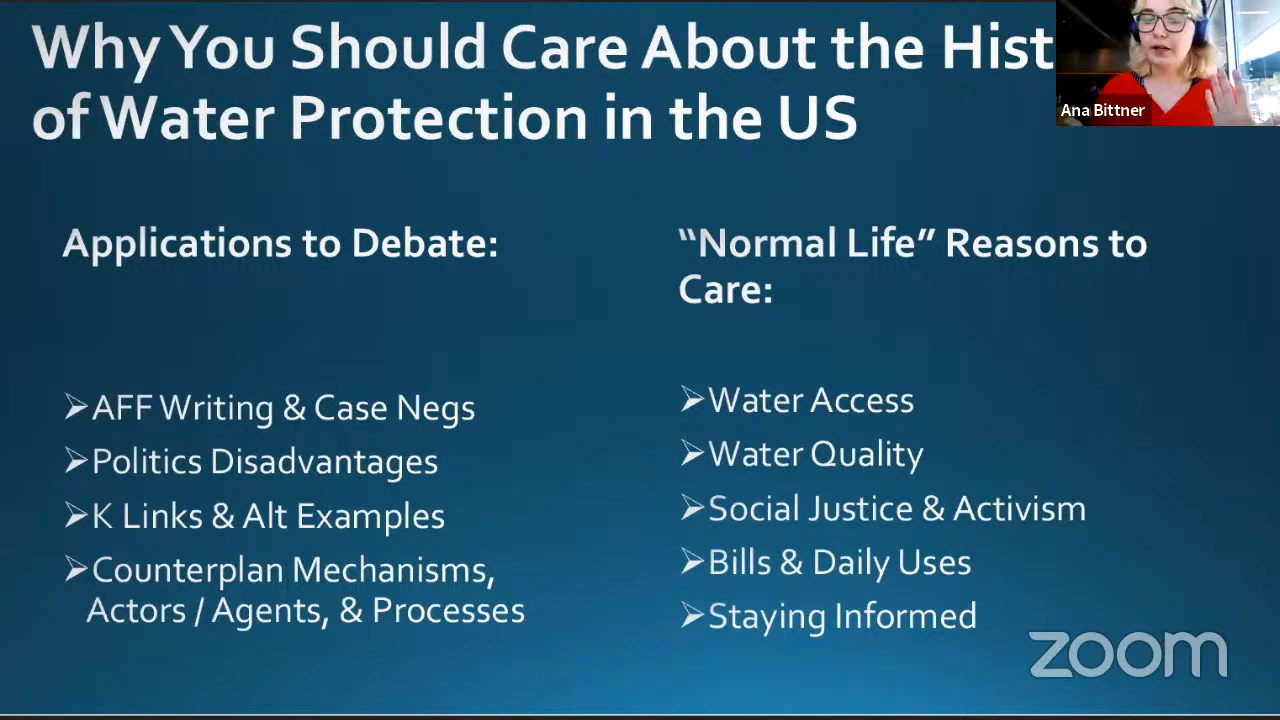 Why You Should Care About the Hist
of Water Protection in the US
Ana Bittner
Applications to Debate:
➢AFF Writing & Case Negs
➢Politics Disadvantages
➢K Links & Alt Examples
➢Counterplan Mechanisms,
Actors / Agents, & Processes
“Normal Life” Reasons to
Care:
➢Water Access
➢Water Quality
➢Social Justice & Activism
➢Bills & Daily Uses
➢Staying Informed
zoom